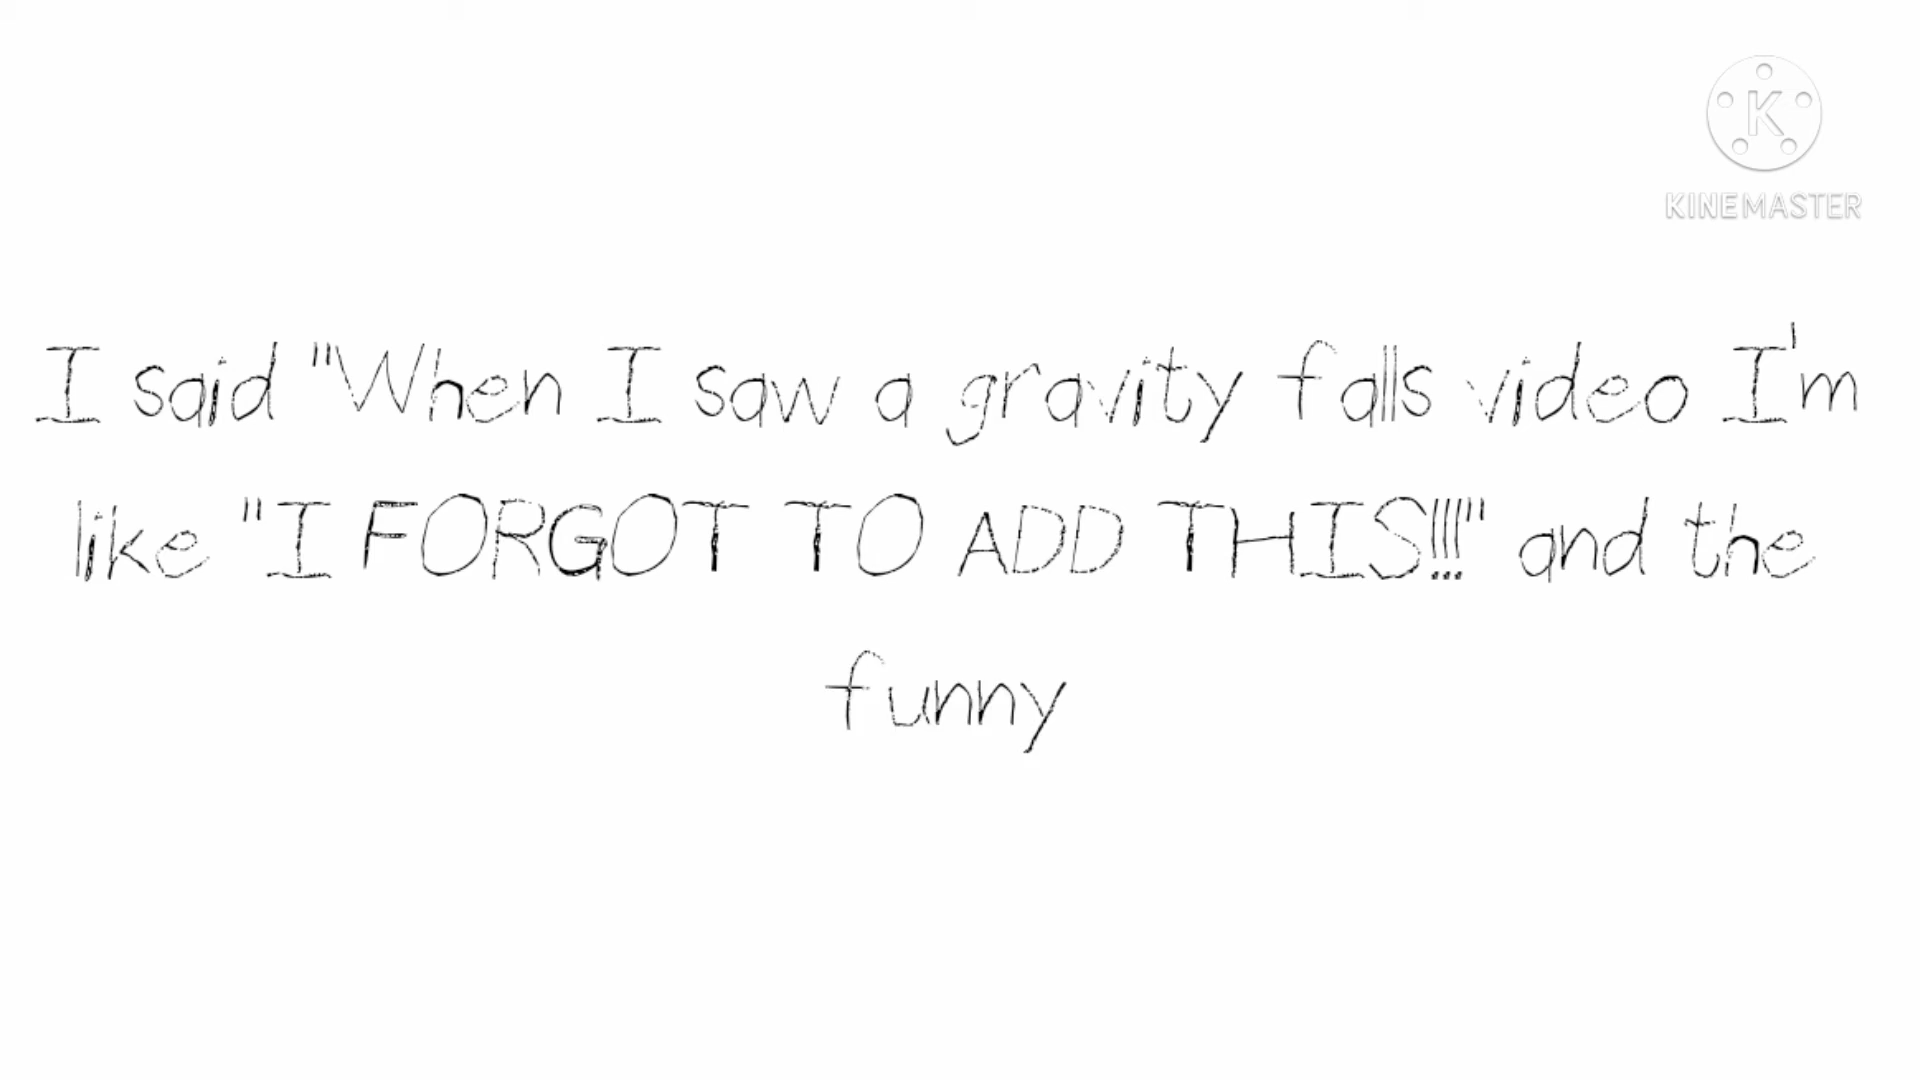 K
KINEMASTER
I said "When I saw a gravity falls video I'm
like "I FORGOT TO ADD THIS!!!" and the
funny